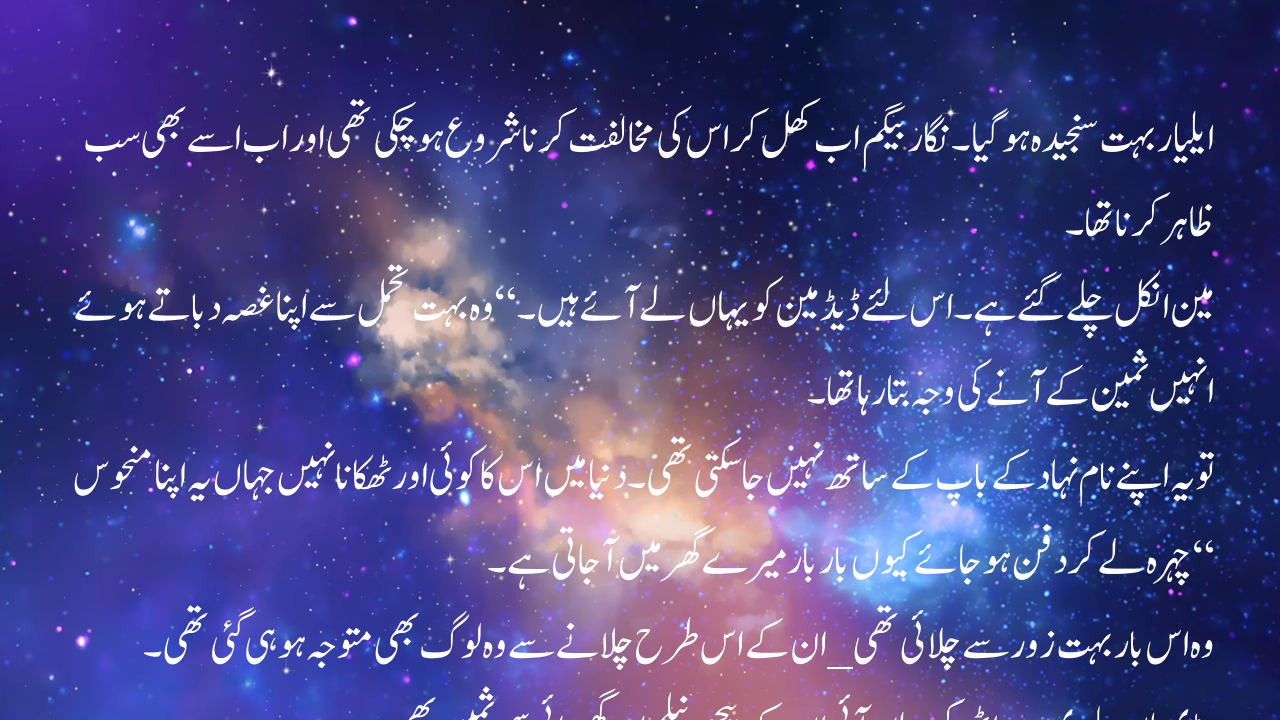 ایلیار بہت سنجیدہ ہو گیا۔ نگار بیگم اب کھل کر اس کی مخالفت کرنا شروع ہو چکی تھی اور اب اسے بھی سب
ظاہر کرنا تھا۔
مین انکل چلے گئے ہے۔ اس لئے ڈیڈ مین کو یہاں لے آئے ہیں۔“ وہ بہت تحمل سے اپنا غصہ دباتے ہوئے
انہیں ثمین کے آنے کی وجہ بتا رہا تھا۔
تو یہ اپنے نام نہاد کے باپ کے ساتھ نہیں جا سکتی تھی۔ دنیا میں اس کا کوئی اور ٹھکانا نہیں جہاں یہ اپنا منحوس
“چہرہ لے کر دفن ہو جائے کیوں بار بار میرے گھر میں آ جاتی ہے۔
وہ اس بار بہت زور سے چلائی تھی_ ان کے اس طرح چلانے سے وہ لوگ بھی متوجہ ہو ہی گئی تھی۔